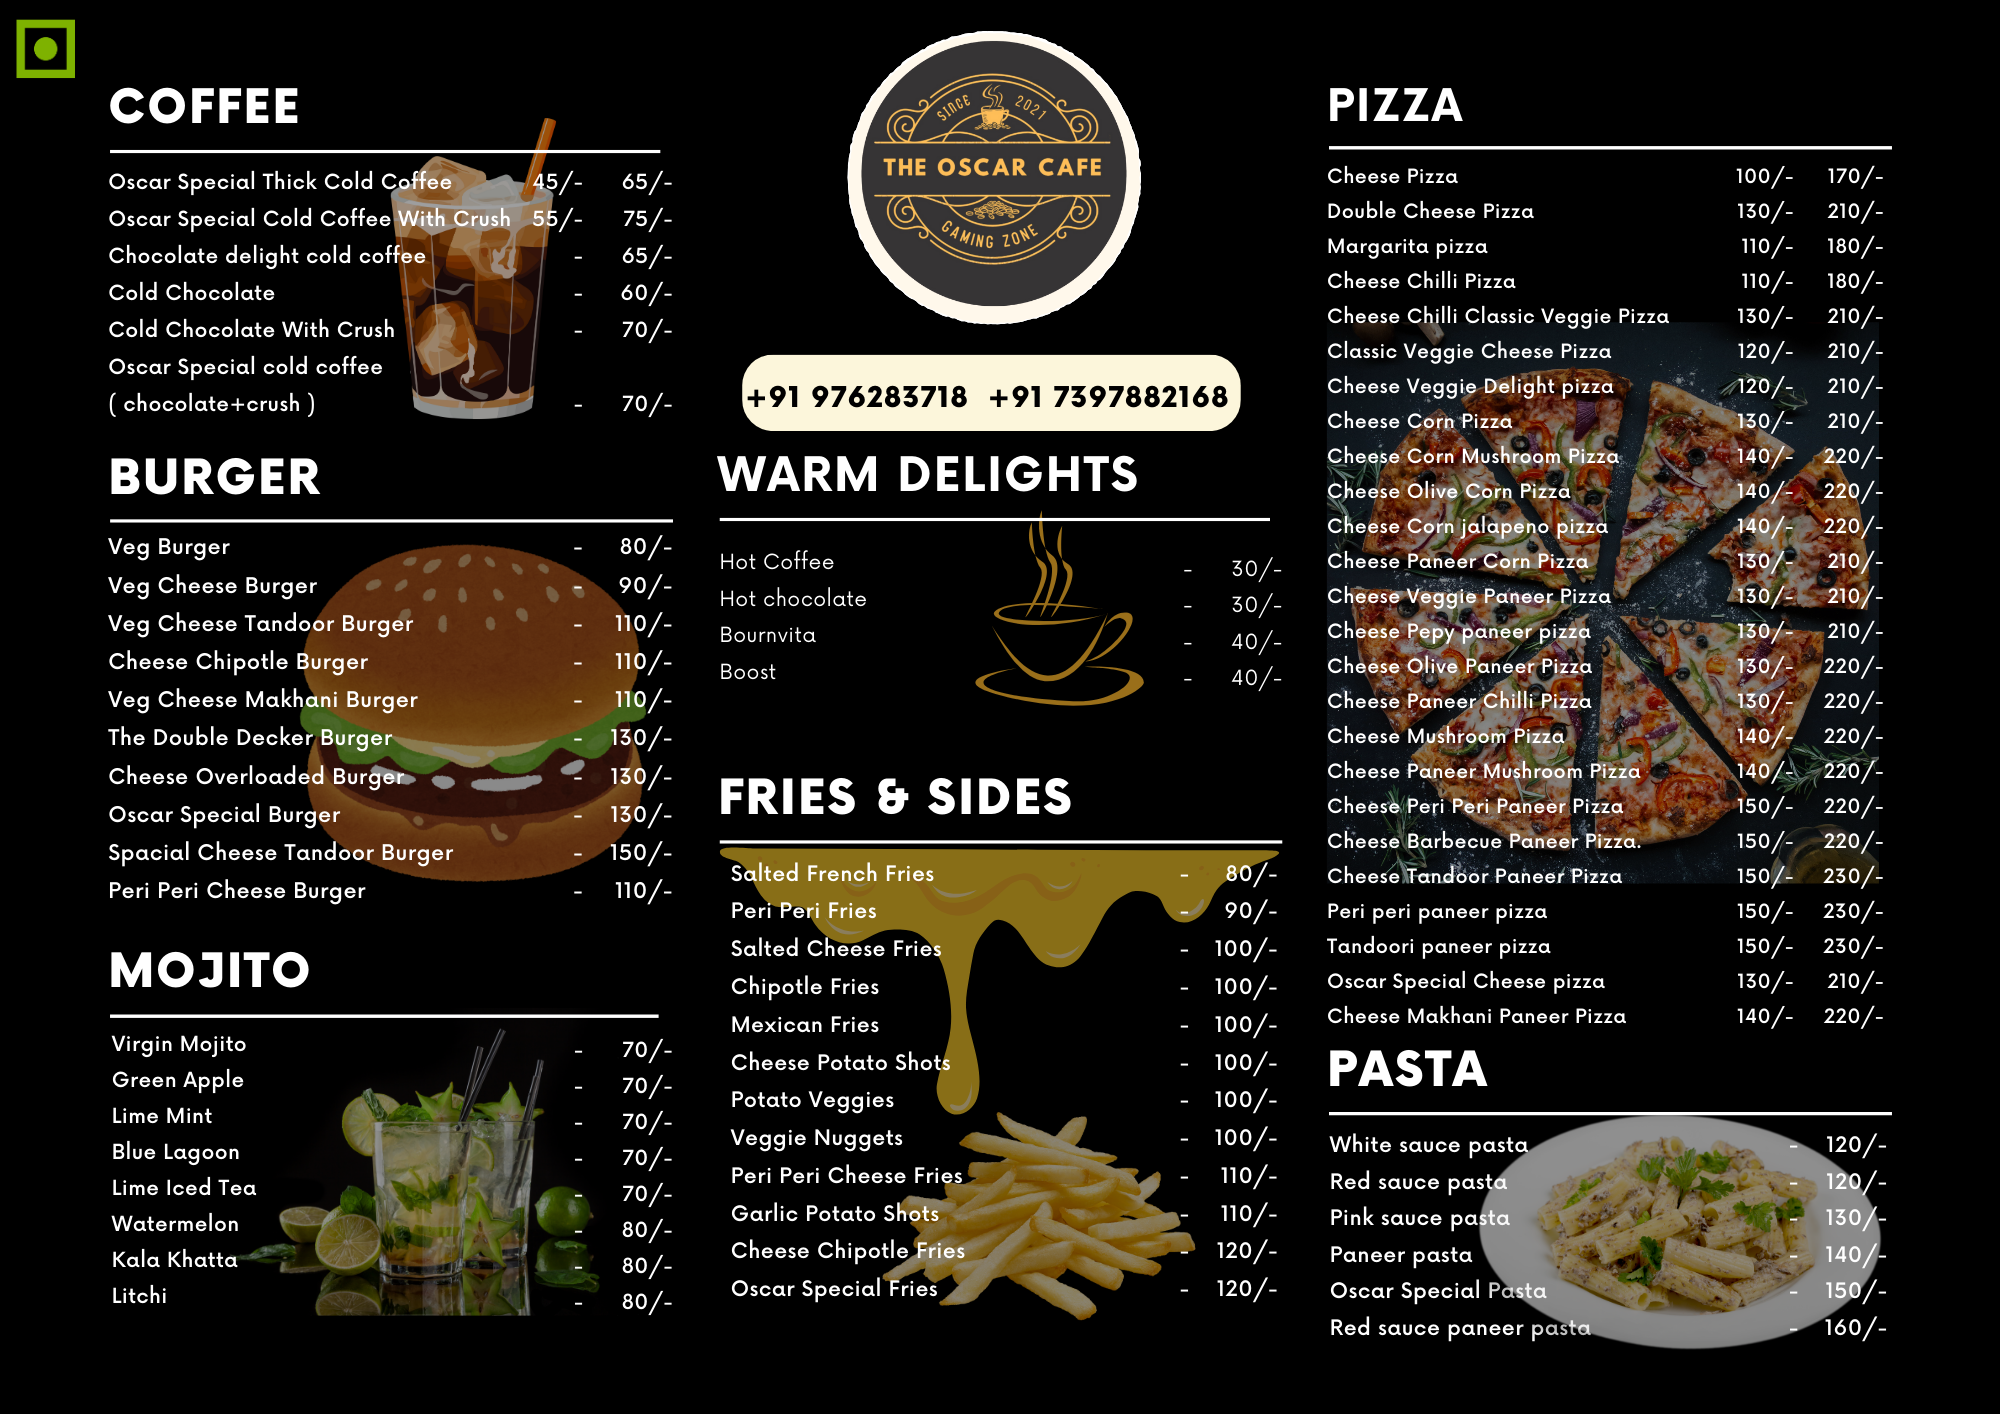 COFFEE
Oscar Special Thick Cold Coffee 45/- 65/-
Oscar Special Cold Coffee With Crush 55/- 75/-
Chocolate delight cold coffee - 65/-
Cold Chocolate - 60/-
Cold Chocolate With Crush - 70/-
Oscar Special cold coffee
( chocolate+crush ) - 70/-
BURGER
Veg Burger - 80/-
Veg Cheese Burger - 90/-
Veg Cheese Tandoor Burger - 110/-
Cheese Chipotle Burger - 110/-
Veg Cheese Makhani Burger - 110/-
The Double Decker Burger - 130/-
Cheese Overloaded Burger - 130/-
Oscar Special Burger - 130/-
Spacial Cheese Tandoor Burger - 150/-
Peri Peri Cheese Burger - 110/-
MOJITO
Virgin Mojito - 70/-
Green Apple - 70/-
Lime Mint - 70/-
Blue Lagoon - 70/-
Lime Iced Tea - 70/-
Watermelon - 80/-
Kala Khatta - 80/-
Litchi - 80/-
SINCE 2021
THE OSCAR CAFE
GAMING ZONE
+91 976283718 +91 7397882168
WARM DELIGHTS
Hot Coffee - 30/-
Hot chocolate - 30/-
Bournvita - 40/-
Boost - 40/-
FRIES & SIDES
Salted French Fries - 80/-
Peri Peri Fries - 90/-
Salted Cheese Fries - 100/-
Chipotle Fries - 100/-
Mexican Fries - 100/-
Cheese Potato Shots - 100/-
Potato Veggies - 100/-
Veggie Nuggets - 100/-
Peri Peri Cheese Fries - 110/-
Garlic Potato Shots - 110/-
Cheese Chipotle Fries - 120/-
Oscar Special Fries - 120/-
PIZZA
Cheese Pizza 100/- 170/-
Double Cheese Pizza 130/- 210/-
Margarita pizza 110/- 180/-
Cheese Chilli Pizza 110/- 180/-
Cheese Chilli Classic Veggie Pizza 130/- 210/-
Classic Veggie Cheese Pizza 120/- 210/-
Cheese Veggie Delight pizza 120/- 210/-
Cheese Corn Pizza 130/- 210/-
Cheese Corn Mushroom Pizza 140/- 220/-
Cheese Olive Corn Pizza 140/- 220/-
Cheese Corn jalapeno pizza 140/- 220/-
Cheese Paneer Corn Pizza 130/- 210/-
Cheese Veggie Paneer Pizza 130/- 210/-
Cheese Pepy paneer pizza 130/- 210/-
Cheese Olive Paneer Pizza 130/- 220/-
Cheese Paneer Chilli Pizza 130/- 220/-
Cheese Mushroom Pizza 140/- 220/-
Cheese Paneer Mushroom Pizza 140/- 220/-
Cheese Peri Peri Paneer Pizza 150/- 220/-
Cheese Barbecue Paneer Pizza. 150/- 220/-
Cheese Tandoor Paneer Pizza 150/- 230/-
Peri peri paneer pizza 150/- 230/-
Tandoori paneer pizza 150/- 230/-
Oscar Special Cheese pizza 130/- 210/-
Cheese Makhani Paneer Pizza 140/- 220/-
PASTA
White sauce pasta - 120/-
Red sauce pasta - 120/-
Pink sauce pasta - 130/-
Paneer pasta - 140/-
Oscar Special Pasta - 150/-
Red sauce paneer pasta - 160/-